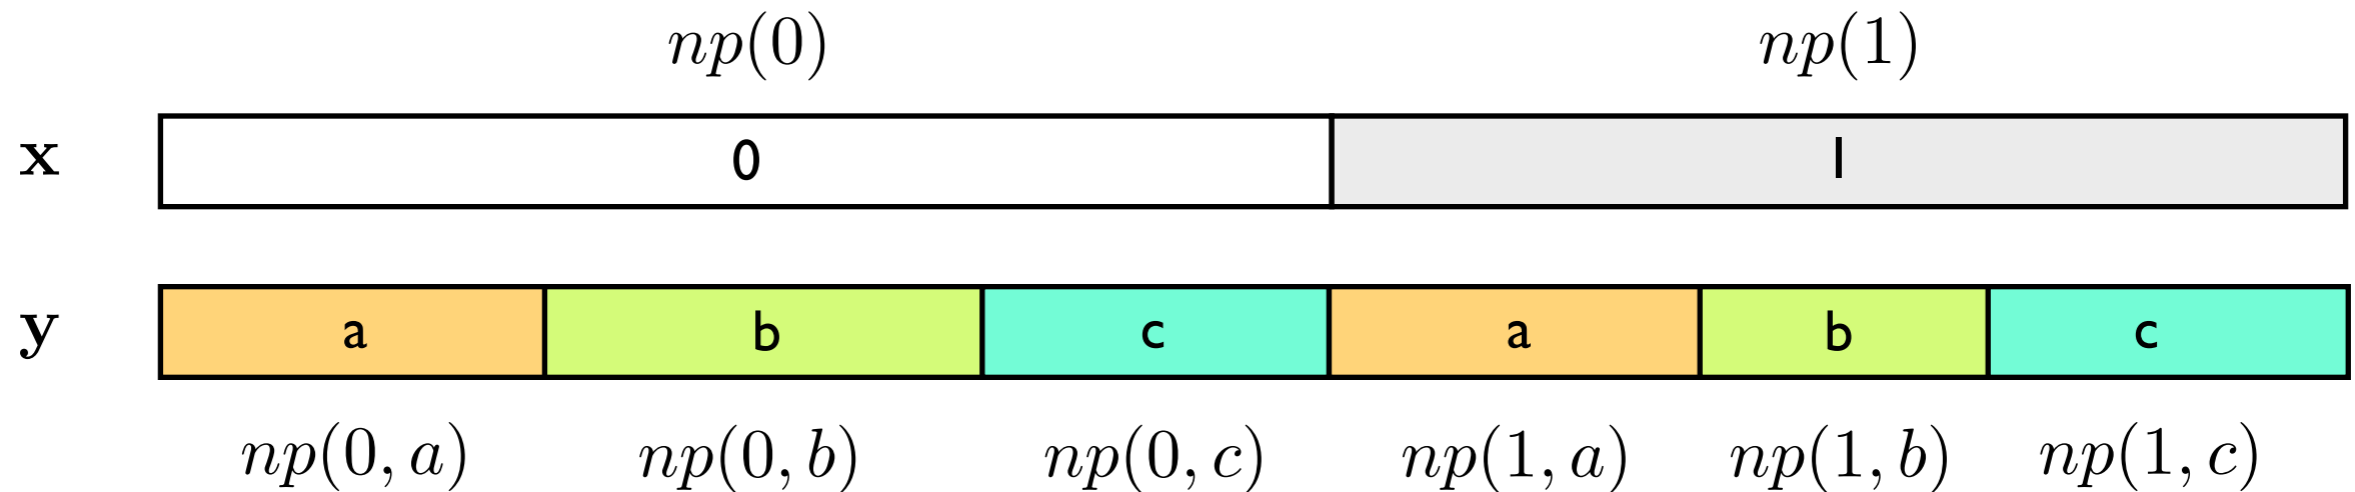 np(0) np(1)
x 0 1
y a b c a b c
np(0, a) np(0, b) np(0, c) np(1, a) np(1, b) np(1, c)